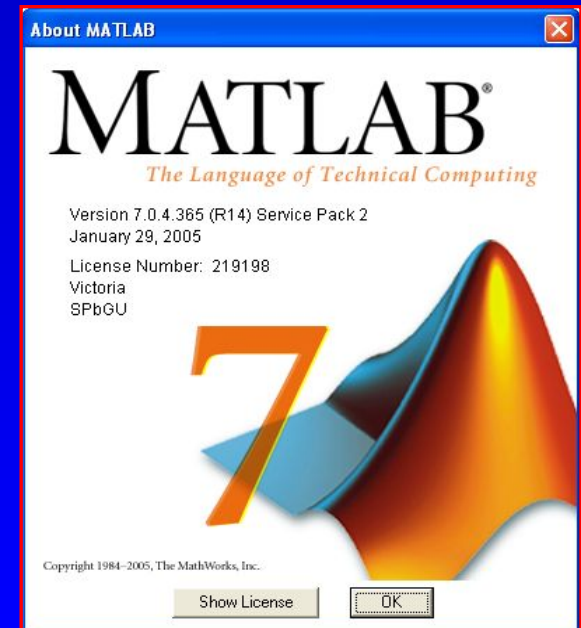 About MATLAB
MATLAB®
The Language of Technical Computing
Version 7.0.4.365 (R14) Service Pack 2
January 29, 2005
License Number: 219198
Victoria
SPbGU
7
Copyright 1984–2005, The MathWorks, Inc.
Show License OK